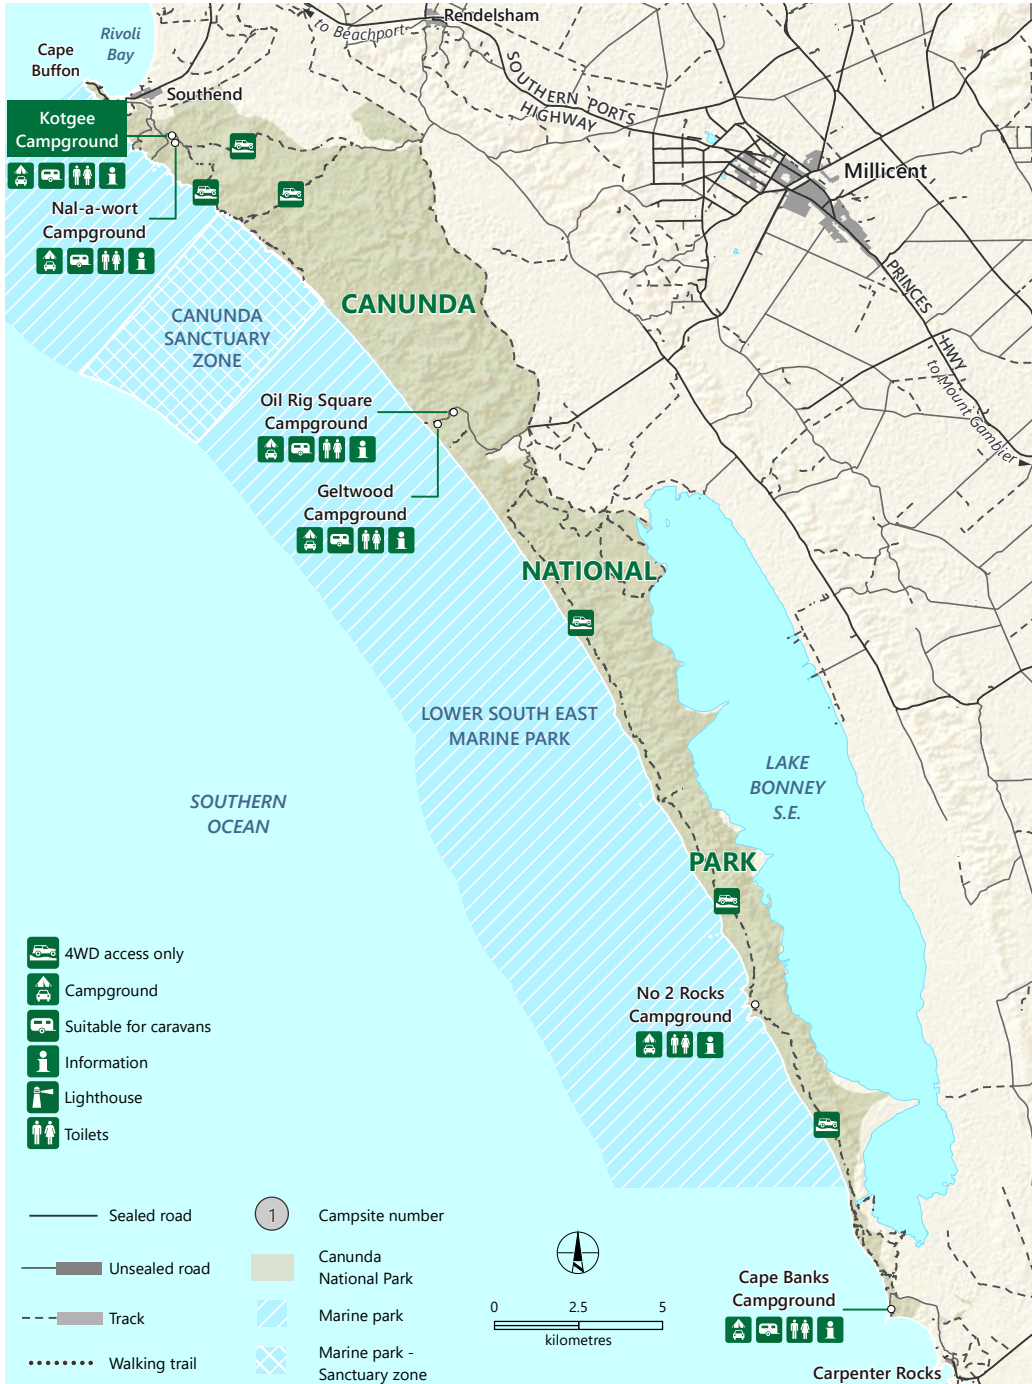 Rendelsham
to Beachport
Rivoli
Bay
Cape
Buffon
Southend
SOUTHERN PORTS
HIGHWAY
Kotgee
Campground
Millicent
Nal-a-wort
Campground
PRINCES
HWY
to Mount Gambier
CANUNDA
CANUNDA
SANCTUARY
ZONE
Oil Rig Square
Campground
Geltwood
Campground
NATIONAL
LOWER SOUTH EAST
MARINE PARK
LAKE
BONNEY
S.E.
SOUTHERN
OCEAN
PARK
No 2 Rocks
Campground
4WD access only
Campground
Suitable for caravans
Information
Lighthouse
Toilets
Sealed road
Unsealed road
Track
Walking trail
1
Campsite number
Canunda
National Park
Marine park
Marine park -
Sanctuary zone
0 2.5 5
kilometres
Cape Banks
Campground
Carpenter Rocks